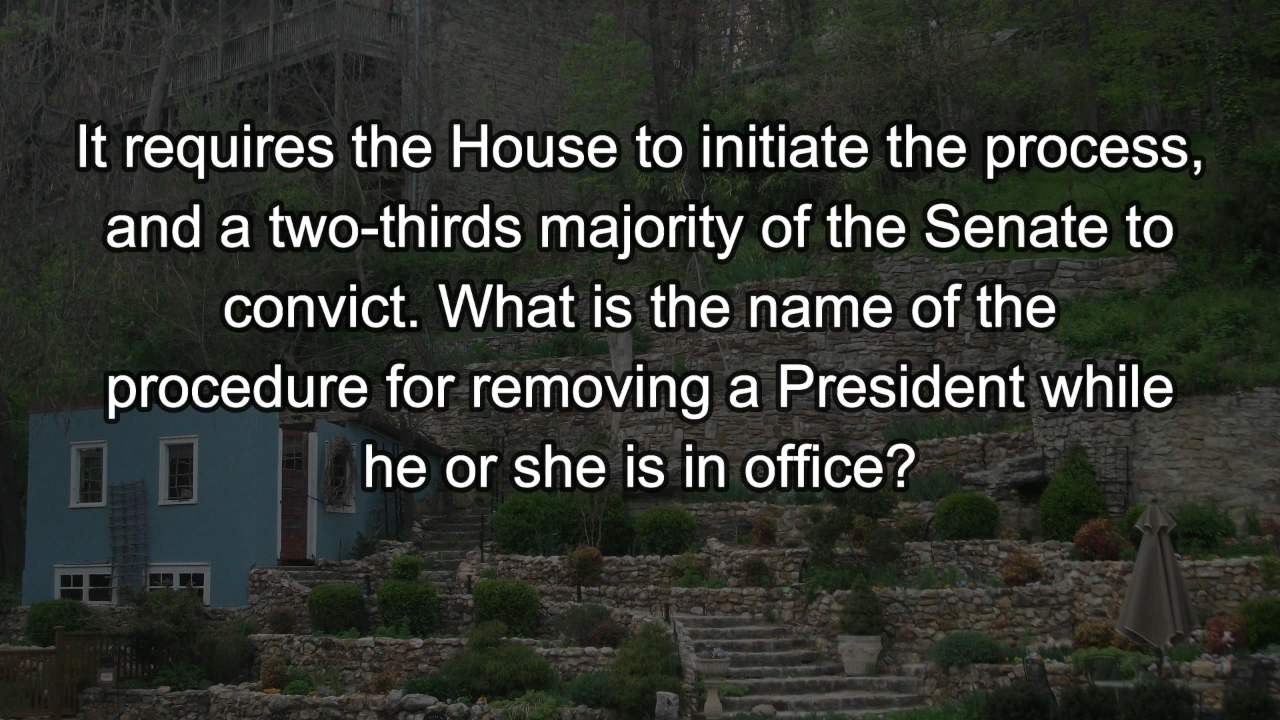 It requires the House to initiate the process,
and a two-thirds majority of the Senate to
convict. What is the name of the
procedure for removing a President while
he or she is in office?